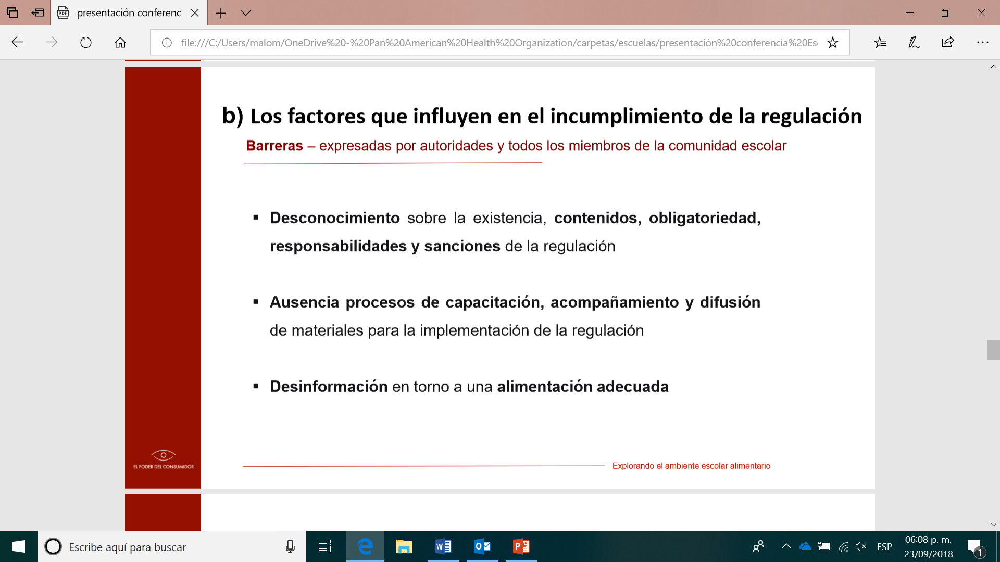 presentación conferenci
file:///C:/Users/malom/OneDrive%20-%20Pan%20American%20Health%20Organization/carpetas/escuelas/presentación%20conferencia%20Es
b) Los factores que influyen en el incumplimiento de la regulación
Barreras – expresadas por autoridades y todos los miembros de la comunidad escolar
▪ Desconocimiento sobre la existencia, contenidos, obligatoriedad,
responsabilidades y sanciones de la regulación
▪ Ausencia procesos de capacitación, acompañamiento y difusión
de materiales para la implementación de la regulación
▪ Desinformación en torno a una alimentación adecuada
EL PODER DEL CONSUMIDOR
Explorando el ambiente escolar alimentario
Escribe aquí para buscar
ESP
06:08 p. m.
23/09/2018
1